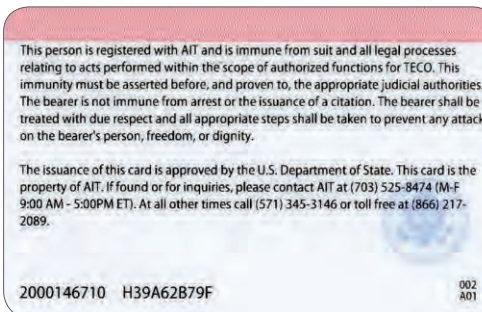 This person is registered with AIT and is immune from suit and all legal processes
relating to acts performed within the scope of authorized functions for TECO. This
immunity must be asserted before, and proven to, the appropriate judicial authorities
The bearer is not immune from arrest or the issuance of a citation. The bearer shall be
treated with due respect and all appropriate steps shall be taken to prevent any attack
on the bearer's person, freedom, or dignity.
The issuance of this card is approved by the U.S. Department of State. This card is the
property of AIT. If found or for inquiries, please contact AIT at (703) 525-8474 (M-F
9:00 AM - 5:00PM ET). At all other times call (571) 345-3146 or toll free at (866) 217-
2089.
2000146710 H39A62B79F
002
A01